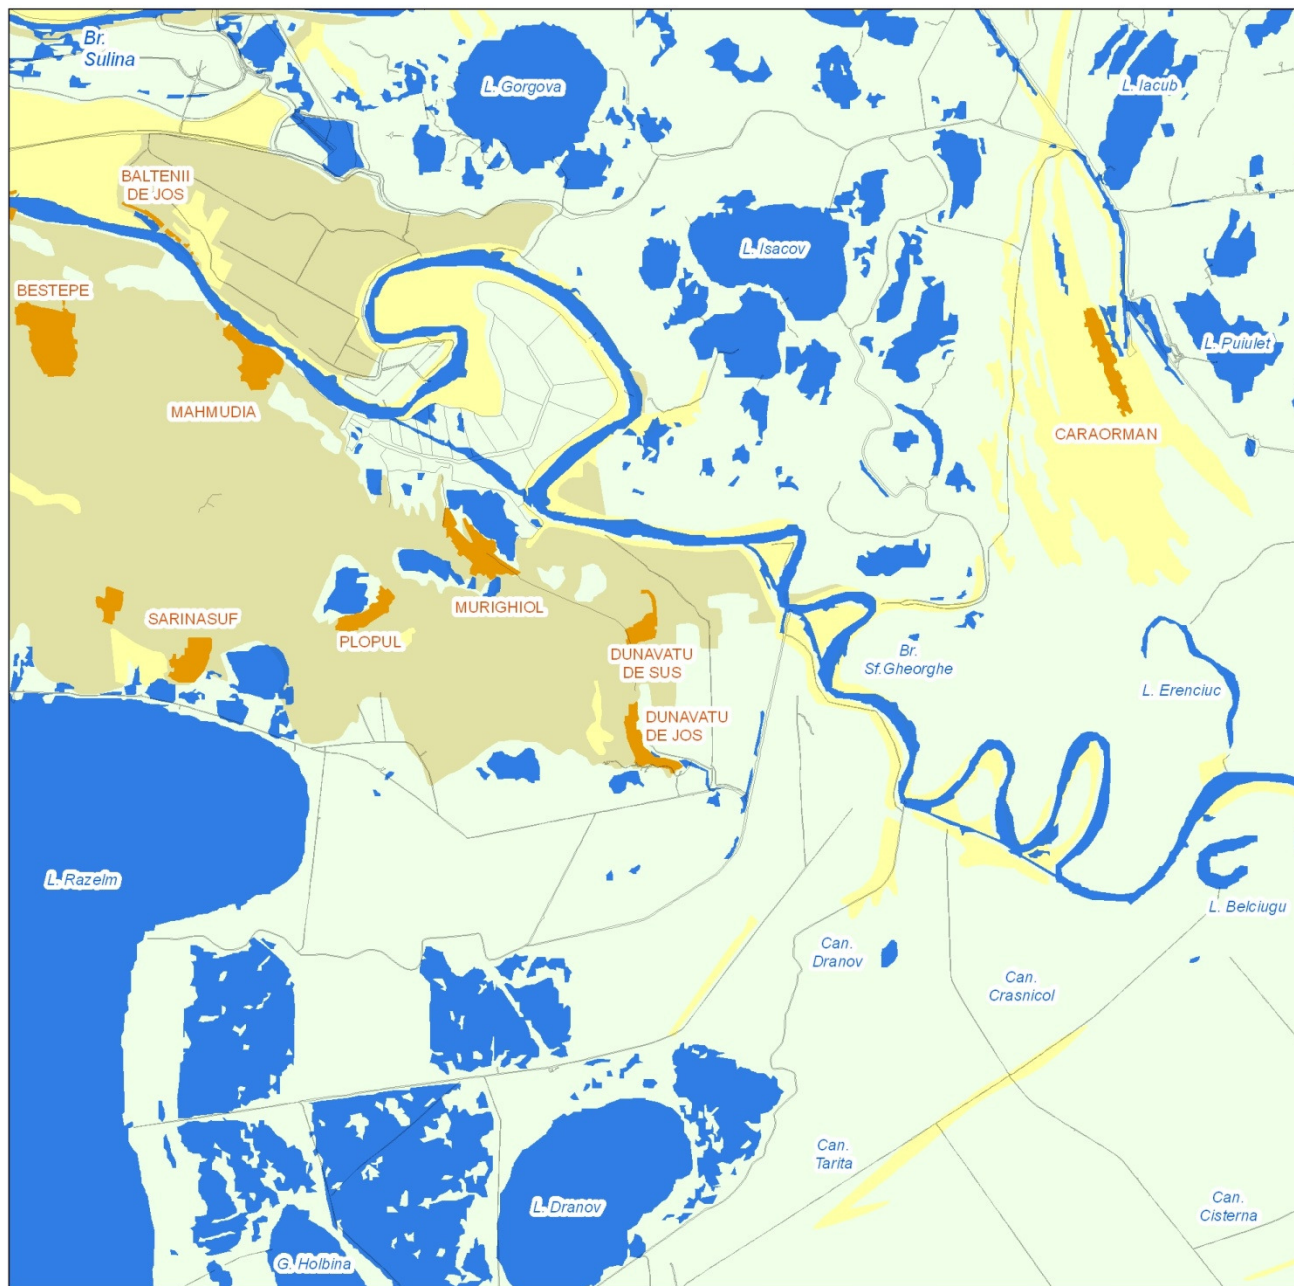 Br.
Sulina
L. Gorgova
L. Iacub
BALTENII
DE JOS
L. Isacov
BESTEPE
L. Puiulet
MAHMUDIA
CARAORMAN
SARINASUF
PLOPUL
MURIGHIOL
DUNAVATU
DE SUS
Br.
Sf.Gheorghe
L. Erenciuc
DUNAVATU
DE JOS
L. Razelm
L. Belciugu
Can.
Dranov
Can.
Crasnicol
Can.
Tarita
L. Dranov
Can.
Cisterna
G. Holbina